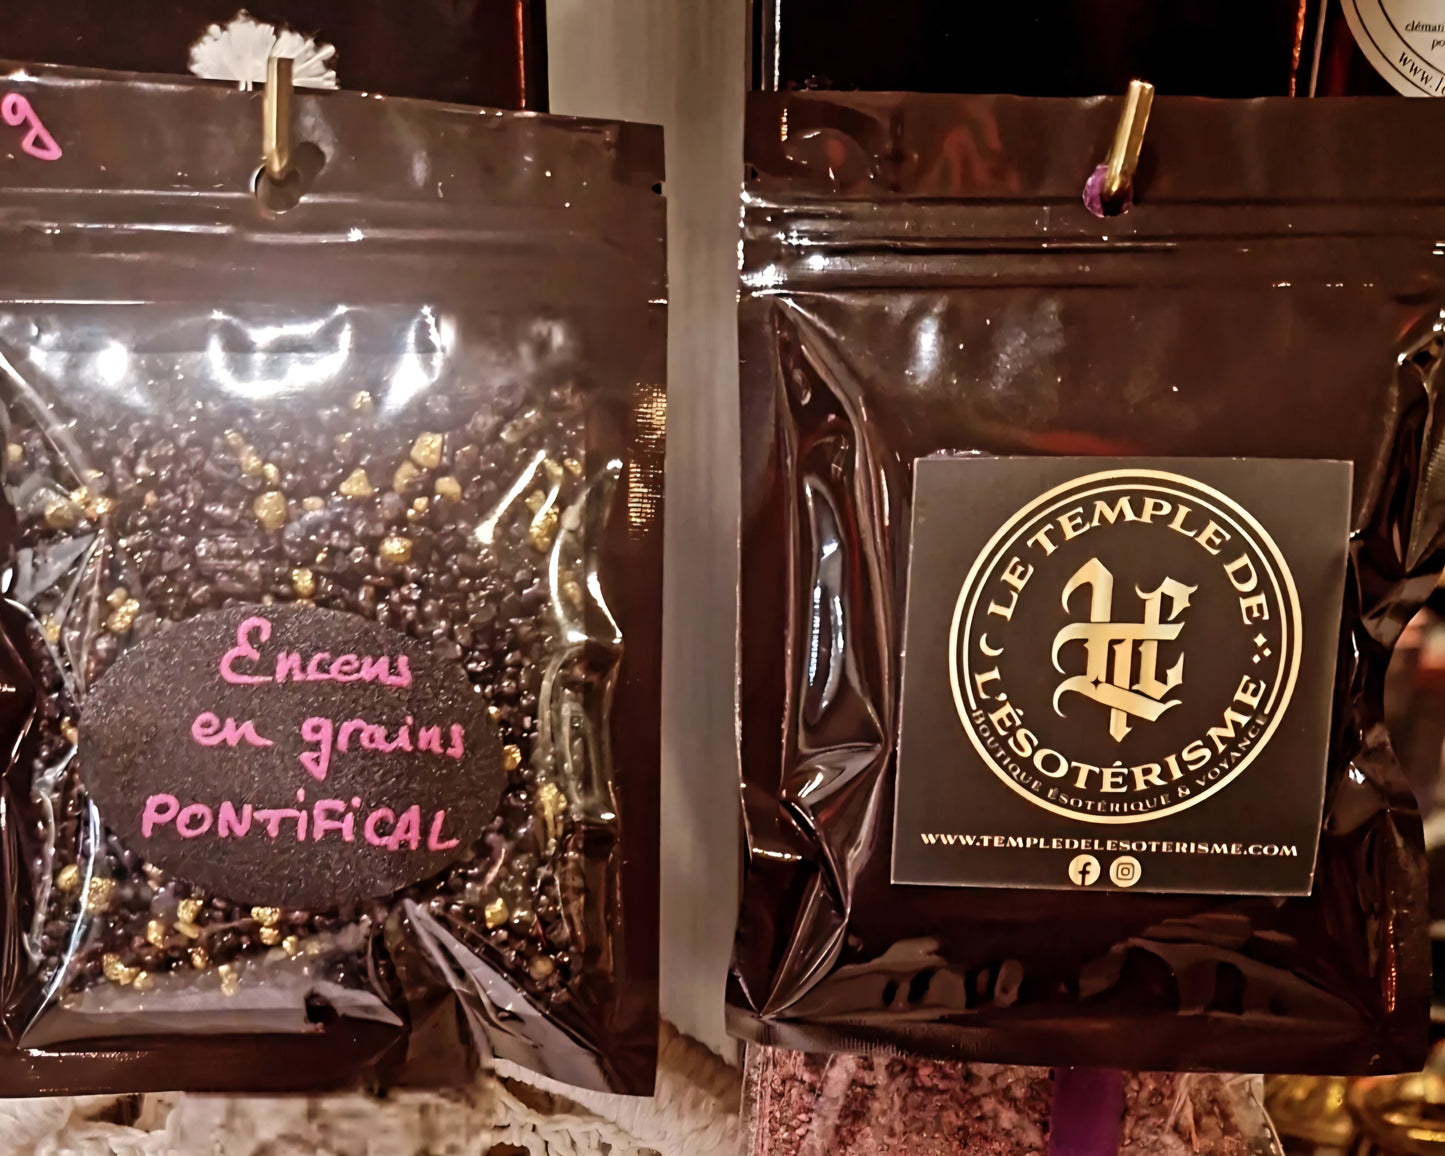 g
Encens
en grains
PONTiFiCAL
LE TEMPLE DE
L'ÉSOTÉRISME
BOUTIQUE ÉSOTÉRIQUE & VOYANCE
WWW.TEMPLEDELESOTERISME.COM